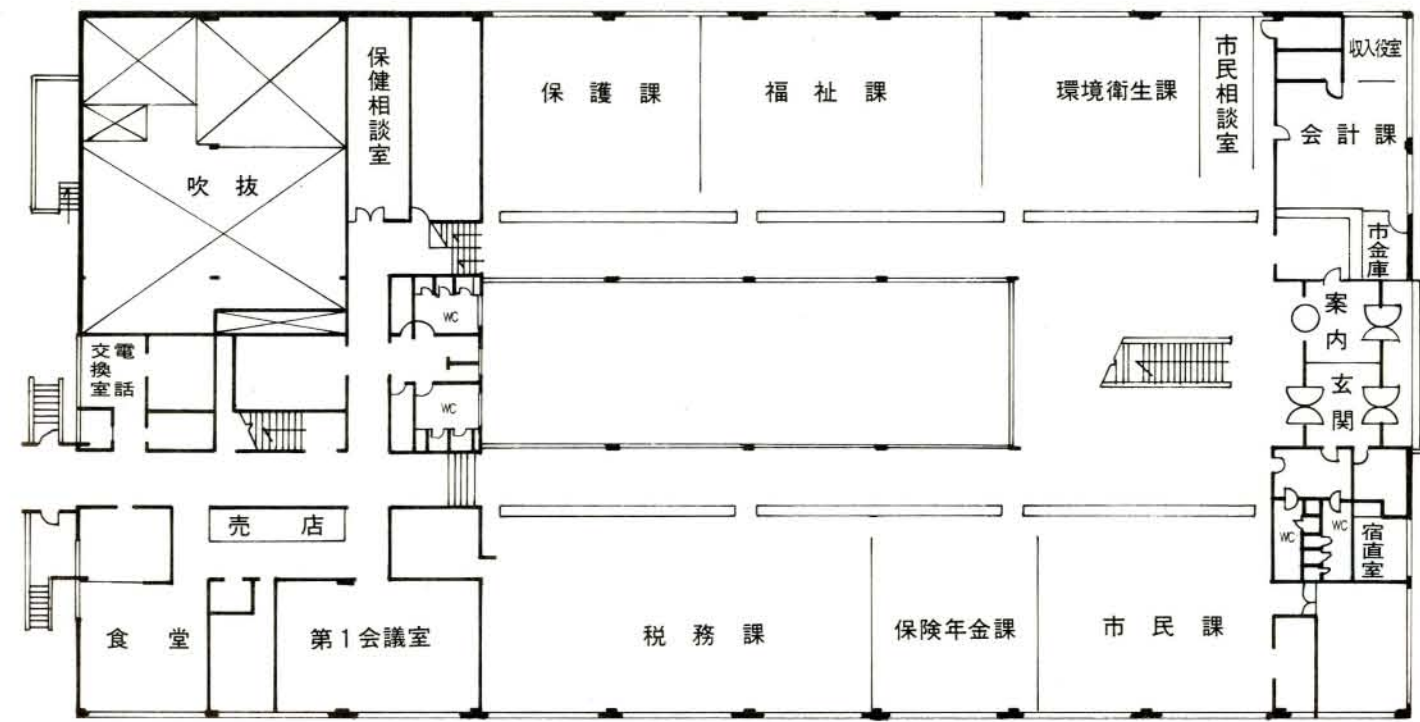 保健相談室
保護課
福祉課
環境衛生課
市民相談室
収入役室
会計課
吹抜
市金庫
案内
玄関
電話交換室
WC
WC
売店
WC
WC
宿直室
食堂
第1会議室
税務課
保険年金課
市民課